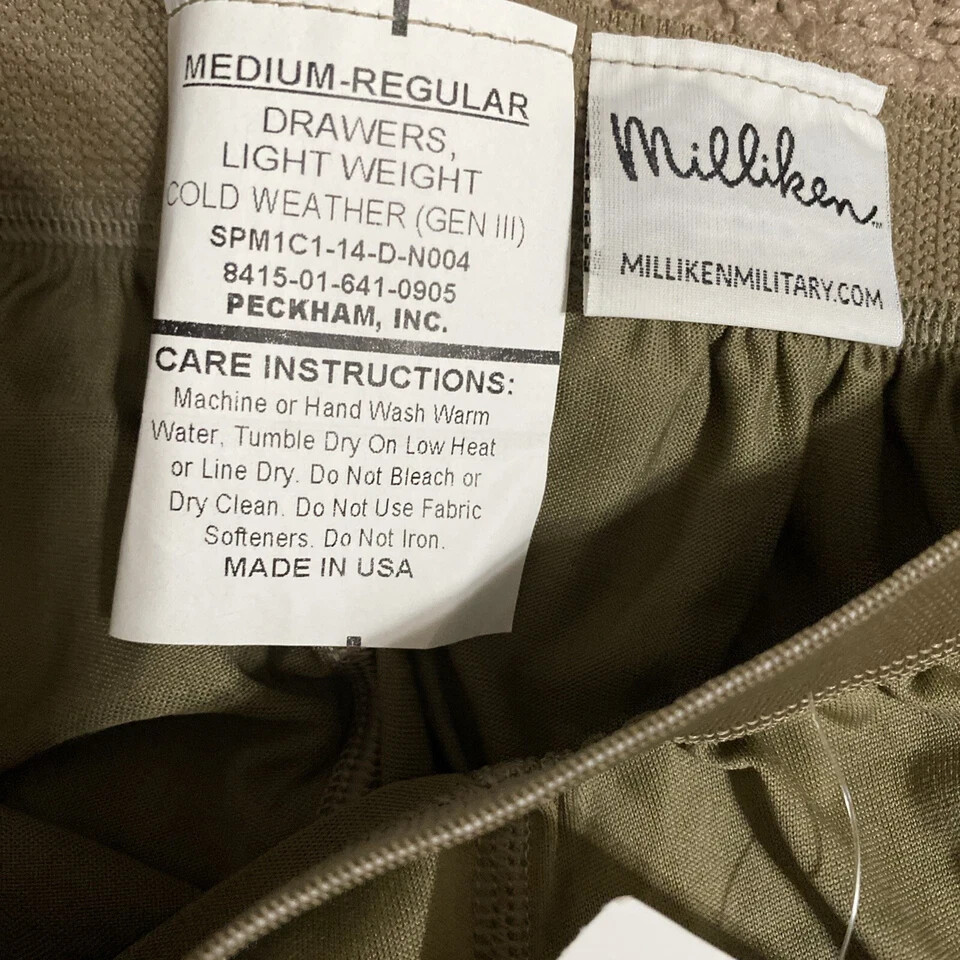 MEDIUM-REGULAR
DRAWERS,
LIGHT WEIGHT
COLD WEATHER (GEN III)
SPM1C1-14-D-N004
8415-01-641-0905
PECKHAM, INC.
CARE INSTRUCTIONS:
Machine or Hand Wash Warm
Water, Tumble Dry On Low Heat
or Line Dry. Do Not Bleach or
Dry Clean. Do Not Use Fabric
Softeners. Do Not Iron.
MADE IN USA
Milliken™
MILLIKENMILITARY.COM